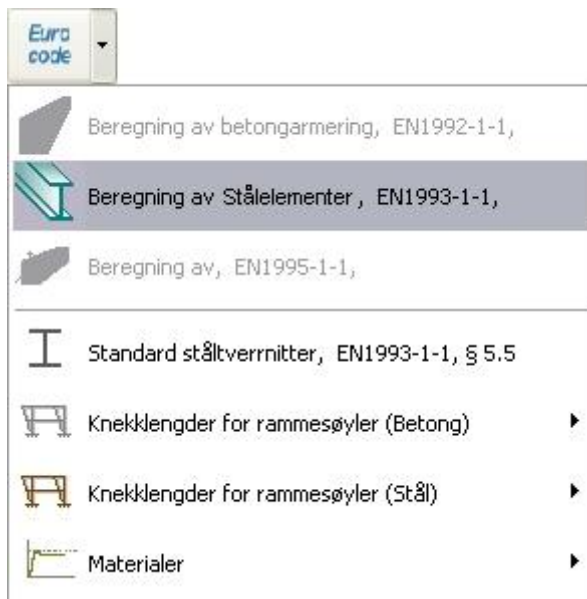 Euro
code
Beregning av betongarmering, EN1992-1-1,
Beregning av Stålelementer, EN1993-1-1,
Beregning av, EN1995-1-1,
Standard ståltverrnitter, EN1993-1-1, § 5.5
Knekklengder for rammesøyler (Betong)
Knekklengder for rammesøyler (Stål)
Materialer